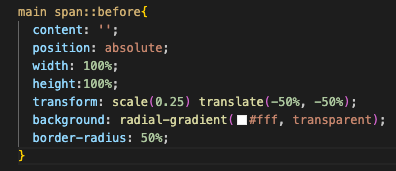 main span::before{
content: '';
position: absolute;
width: 100%;
height:100%;
transform: scale(0.25) translate(-50%, -50%);
background: radial-gradient(#fff, transparent);
border-radius: 50%;
}